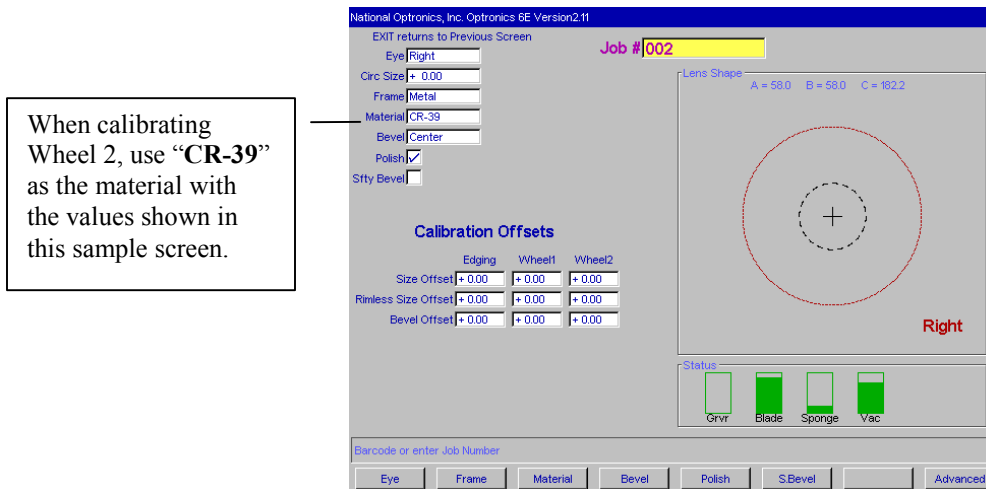 When calibrating
Wheel 2, use “CR-39”
as the material with
the values shown in
this sample screen.
National Optronics, Inc. Optronics 6E Version2.11
EXIT returns to Previous Screen
Job # 002
Eye Right
Circ Size + 0.00
Frame Metal
Material CR-39
Bevel Center
Polish
Sfty Bevel
Calibration Offsets
Edging Wheel1 Wheel2
Size Offset + 0.00 + 0.00 + 0.00
Rimless Size Offset + 0.00 + 0.00 + 0.00
Bevel Offset + 0.00 + 0.00 + 0.00
Lens Shape
A = 58.0 B = 58.0 C = 182.2
Right
Status
Grvr Blade Sponge Vac
Barcode or enter Job Number
Eye Frame Material Bevel Polish S.Bevel Advanced